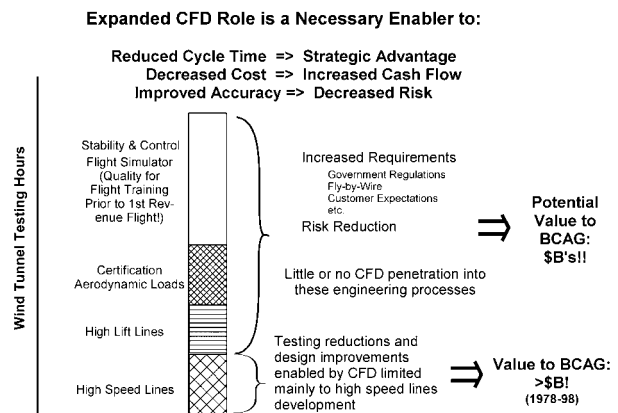 Expanded CFD Role is a Necessary Enabler to:
Reduced Cycle Time => Strategic Advantage
Decreased Cost => Increased Cash Flow
Improved Accuracy => Decreased Risk
Wind Tunnel Testing Hours
Stability & Control
Flight Simulator
(Quality for
Flight Training
Prior to 1st Rev-
enue Flight!)
Certification
Aerodynamic Loads
High Lift Lines
High Speed Lines
Increased Requirements
Government Regulations
Fly-by-Wire
Customer Expectations
etc.
Risk Reduction
Little or no CFD penetration into
these engineering processes
Testing reductions and
design improvements
enabled by CFD limited
mainly to high speed lines
development
Potential
Value to
BCAG:
$B's!!
Value to BCAG:
>$B!
(1978-98)